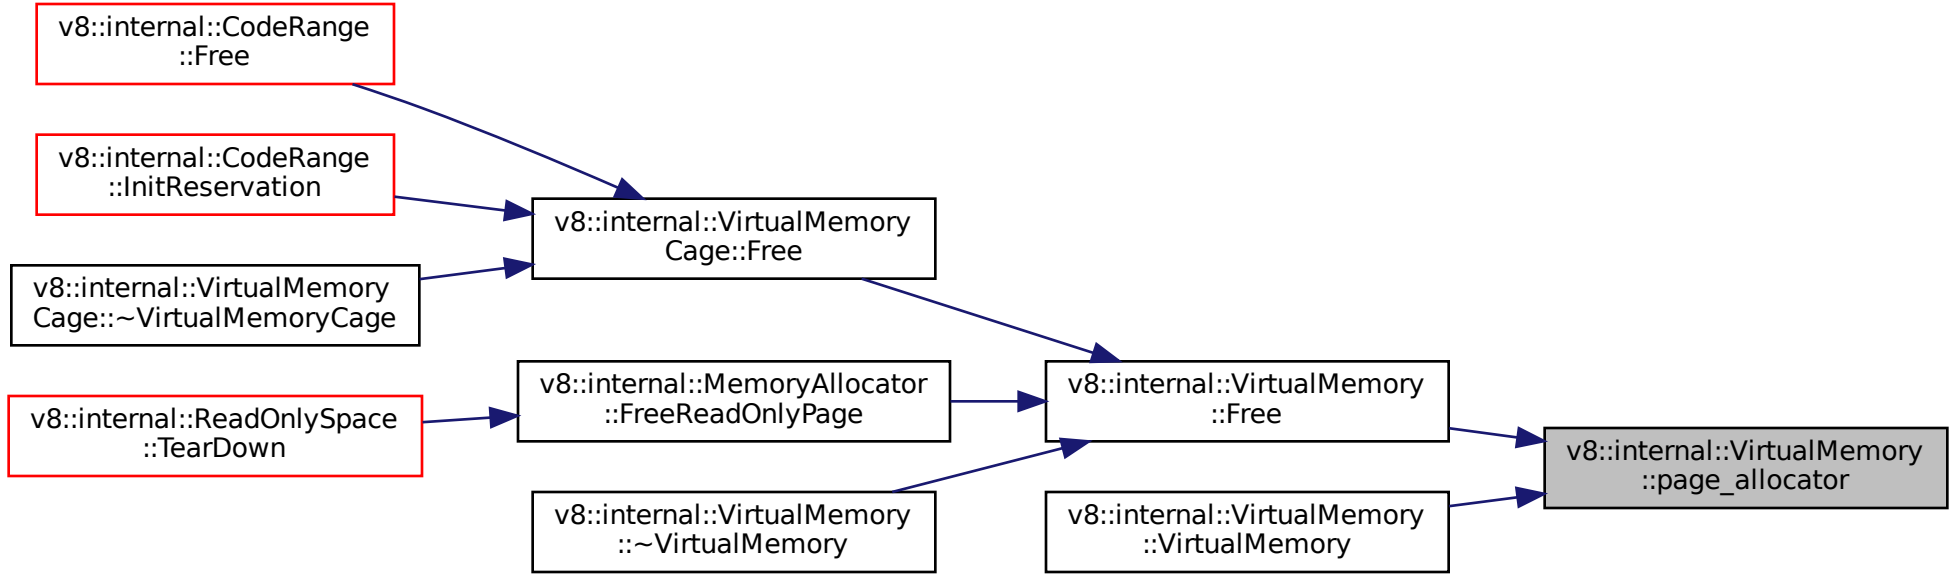 v8::internal::CodeRange
::Free
v8::internal::CodeRange
::InitReservation
v8::internal::VirtualMemory
Cage::~VirtualMemoryCage
v8::internal::ReadOnlySpace
::TearDown
v8::internal::VirtualMemory
Cage::Free
v8::internal::MemoryAllocator
::FreeReadOnlyPage
v8::internal::VirtualMemory
::~VirtualMemory
v8::internal::VirtualMemory
::Free
v8::internal::VirtualMemory
::VirtualMemory
v8::internal::VirtualMemory
::page_allocator